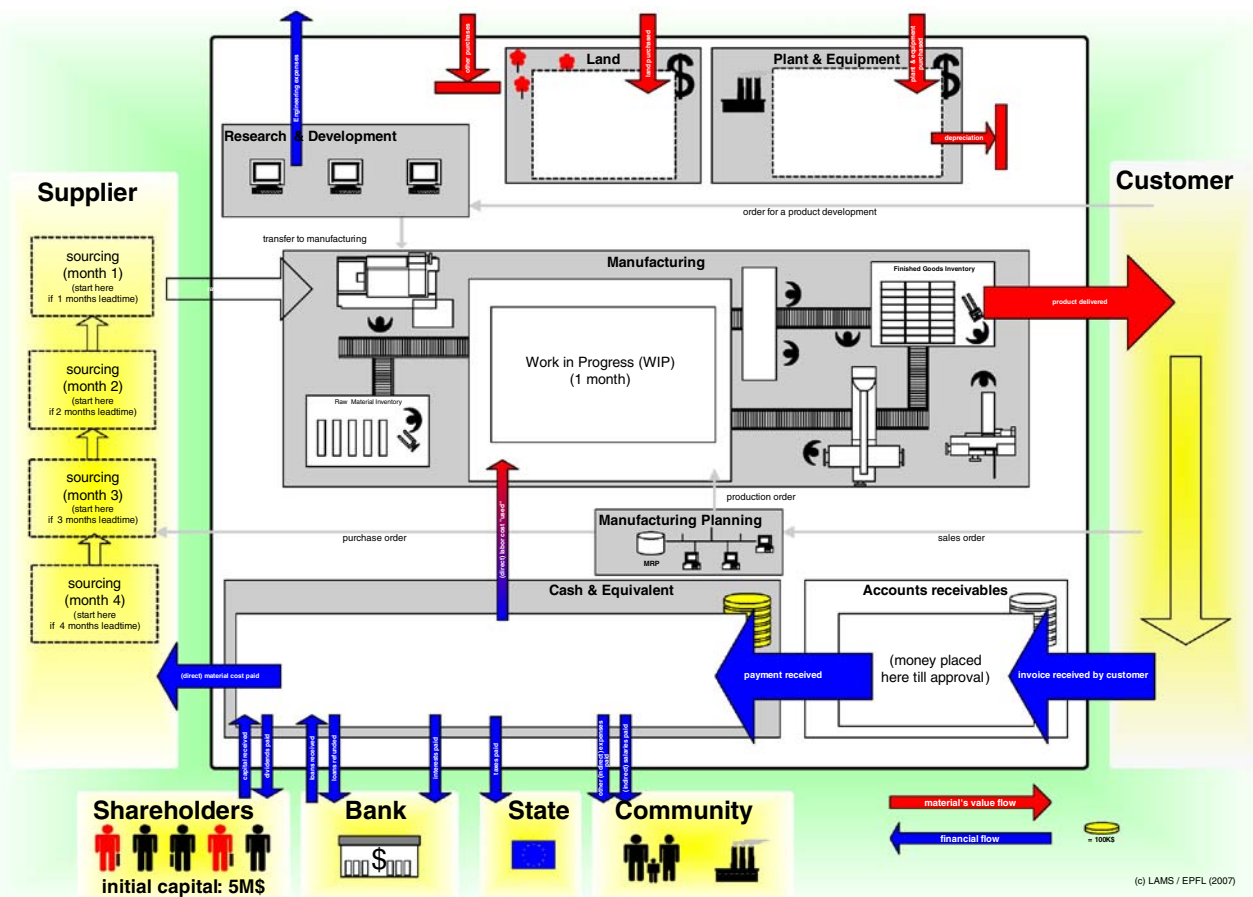 Engineering expenses
other purchases
land purchased
Land
$
Plant & Equipment
plant & equipment
purchased
$
depreciation
Research & Development
Supplier
Customer
order for a product development
transfer to manufacturing
sourcing
(month 1)
(start here
if 1 months leadtime)
sourcing
(month 2)
(start here
if 2 months leadtime)
sourcing
(month 3)
(start here
if 3 months leadtime)
sourcing
(month 4)
(start here
if 4 months leadtime)
Manufacturing
Finished Goods Inventory
product delivered
Work in Progress (WIP)
(1 month)
Raw Material Inventory
(direct) labor cost "used"
production order
Manufacturing Planning
MRP
purchase order
sales order
Cash & Equivalent
Accounts receivables
(direct) material cost paid
payment received
(money placed
here till approval)
invoice received by customer
capital received
dividends paid
loans received
loans refunded
interests paid
taxes paid
other (indirect) expenses
paid
(indirect) salaries paid
Shareholders
initial capital: 5M$
Bank
$
State
Community
material's value flow
financial flow
= 100K$
(c) LAMS / EPFL (2007)